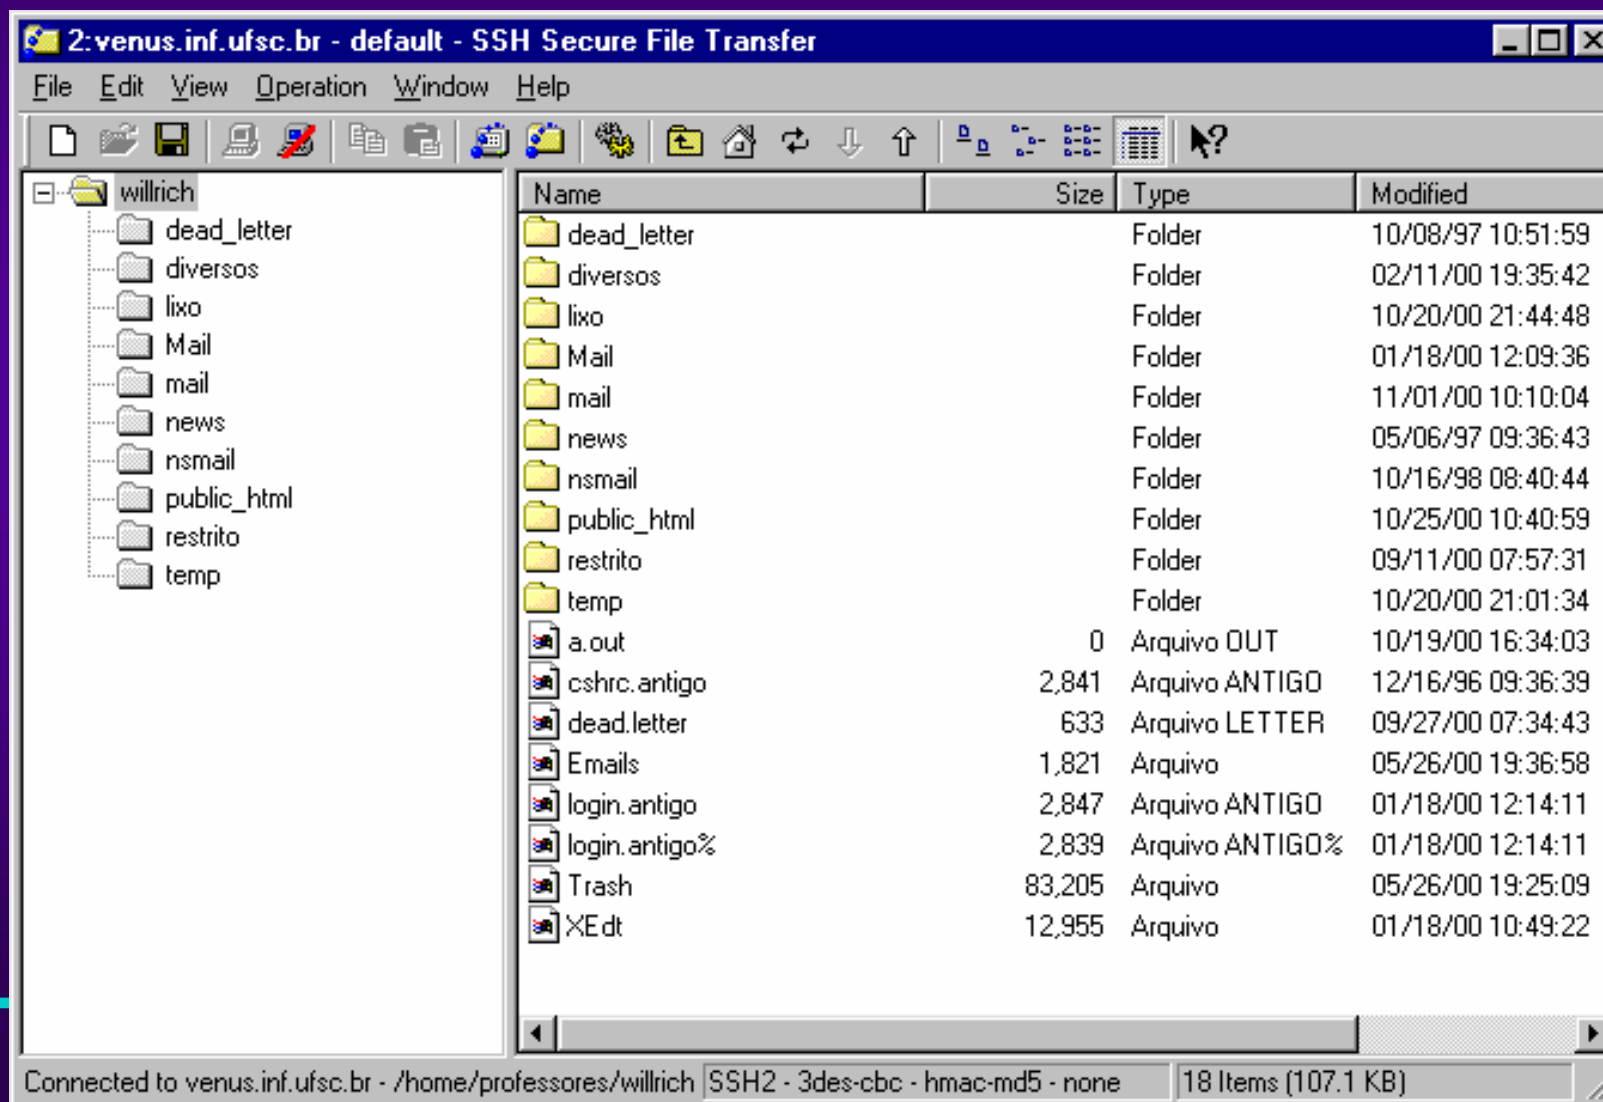 2:venus.inf.ufsc.br - default - SSH Secure File Transfer
File Edit View Operation Window Help
willrich
dead_letter
diversos
lixo
Mail
mail
news
nsmail
public_html
restrito
temp
Name Size Type Modified
dead_letter Folder 10/08/97 10:51:59
diversos Folder 02/11/00 19:35:42
lixo Folder 10/20/00 21:44:48
Mail Folder 01/18/00 12:09:36
mail Folder 11/01/00 10:10:04
news Folder 05/06/97 09:36:43
nsmail Folder 10/16/98 08:40:44
public_html Folder 10/25/00 10:40:59
restrito Folder 09/11/00 07:57:31
temp Folder 10/20/00 21:01:34
a.out 0 Arquivo OUT 10/19/00 16:34:03
cshrc.antigo 2,841 Arquivo ANTIGO 12/16/96 09:36:39
dead.letter 633 Arquivo LETTER 09/27/00 07:34:43
Emails 1,821 Arquivo 05/26/00 19:36:58
login.antigo 2,847 Arquivo ANTIGO 01/18/00 12:14:11
login.antigo% 2,839 Arquivo ANTIGO% 01/18/00 12:14:11
Trash 83,205 Arquivo 05/26/00 19:25:09
XEdt 12,955 Arquivo 01/18/00 10:49:22
Connected to venus.inf.ufsc.br - /home/professores/willrich SSH2 - 3des-cbc - hmac-md5 - none 18 Items (107.1 KB)